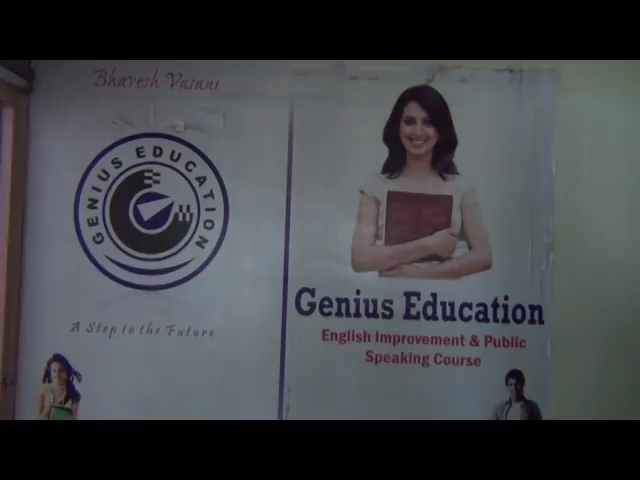 Bhavesh Vasani
GENIUS EDUCATION
A Step to the Future
Genius Education
English Improvement & Public
Speaking Course